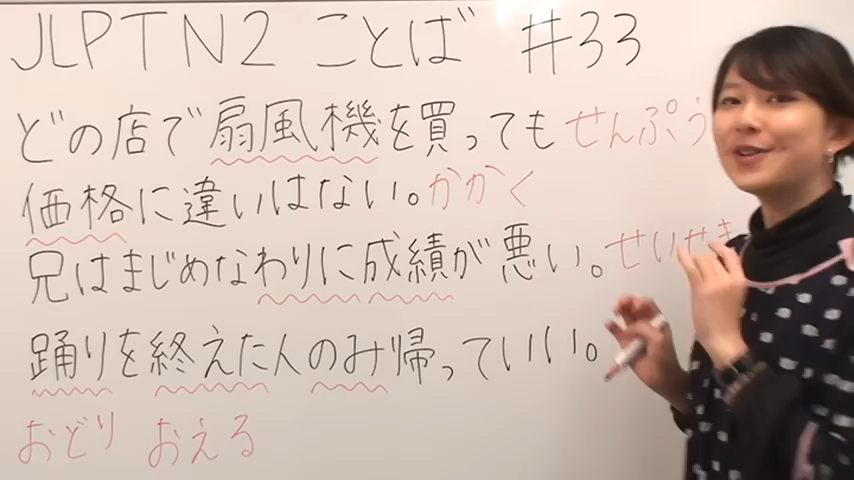 JLPT N2 ことば #33
どの店で扇風機を買っても せんぷう
価格に違いはない。かかく
兄はまじめなわりに成績が悪い。せいせき
踊りを終えた人のみ帰っていい。
おどり おえる